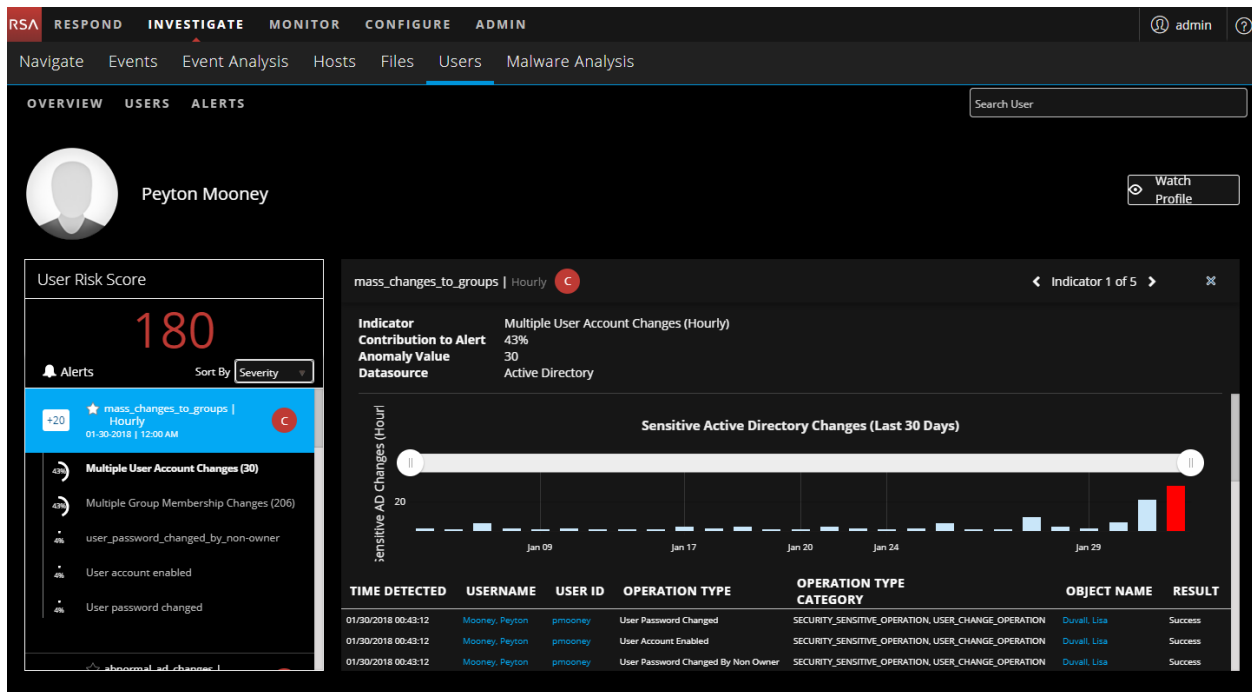 RSA RESPOND INVESTIGATE MONITOR CONFIGURE ADMIN admin ?
Navigate Events Event Analysis Hosts Files Users Malware Analysis
OVERVIEW USERS ALERTS Search User
Peyton Mooney
Watch
Profile
User Risk Score
180
Alerts Sort By Severity
+20 mass_changes_to_groups | C
Hourly
01-30-2018 | 12:00 AM
43% Multiple User Account Changes (30)
43% Multiple Group Membership Changes (206)
4% user_password_changed_by_non-owner
4% User account enabled
4% User password changed
abnormal_ad_changes |
mass_changes_to_groups | Hourly C Indicator 1 of 5
Indicator Multiple User Account Changes (Hourly)
Contribution to Alert 43%
Anomaly Value 30
Datasource Active Directory
Sensitive Active Directory Changes (Last 30 Days)
Sensitive AD Changes (Hourl
20
Jan 09 Jan 17 Jan 20 Jan 24 Jan 29
TIME DETECTED USERNAME USER ID OPERATION TYPE OPERATION TYPE CATEGORY OBJECT NAME RESULT
01/30/2018 00:43:12 Mooney, Peyton pmooney User Password Changed SECURITY_SENSITIVE_OPERATION, USER_CHANGE_OPERATION Duvall, Lisa Success
01/30/2018 00:43:12 Mooney, Peyton pmooney User Account Enabled SECURITY_SENSITIVE_OPERATION, USER_CHANGE_OPERATION Duvall, Lisa Success
01/30/2018 00:43:12 Mooney, Peyton pmooney User Password Changed By Non Owner SECURITY_SENSITIVE_OPERATION, USER_CHANGE_OPERATION Duvall, Lisa Success